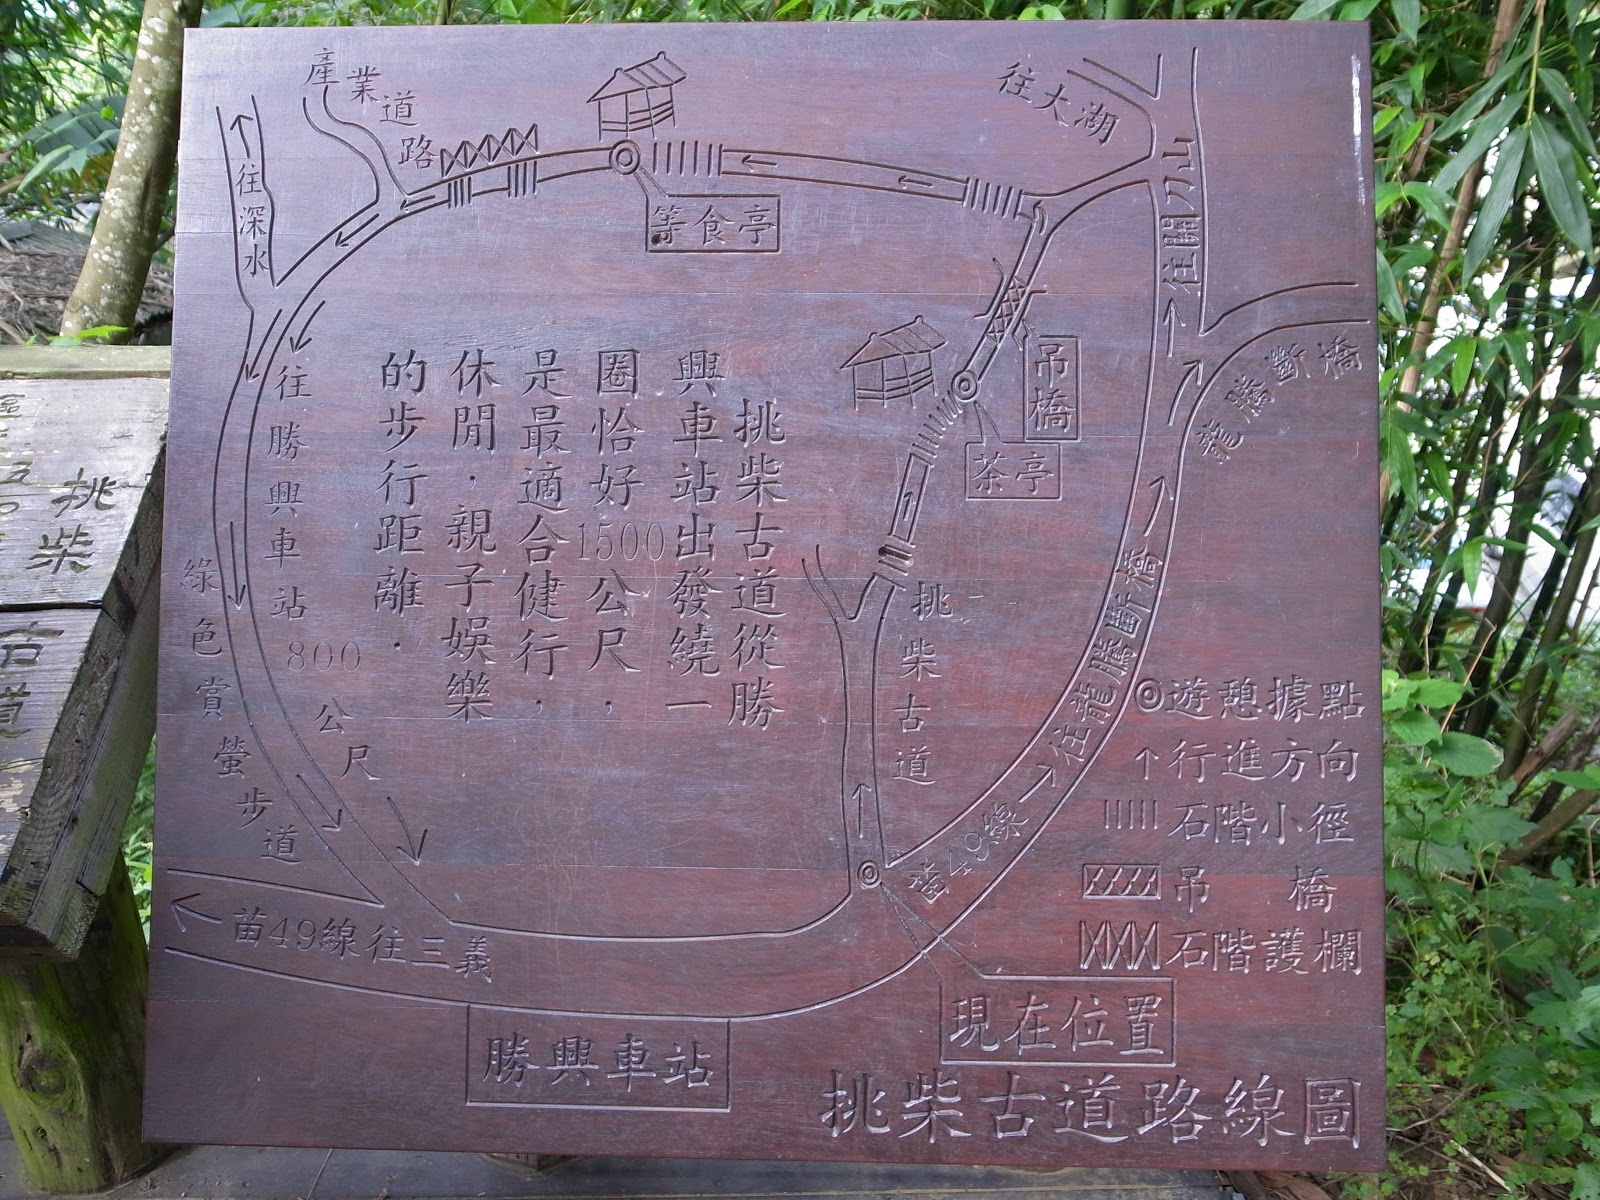 產業道路
往深水
等食亭
往大湖
往關刀山
吊橋
茶亭
龍騰斷橋
往勝興車站
800公尺
綠色賞螢步道
挑柴古道從勝
興車站出發繞一
圈恰好1500公尺，
是最適合健行，
休閒．親子娛樂
的步行距離．
挑柴古道
往龍騰斷橋
苗49線
苗49線往三義
勝興車站
現在位置
遊憩據點
行進方向
石階小徑
吊橋
石階護欄
挑柴古道路線圖
挑柴
古道